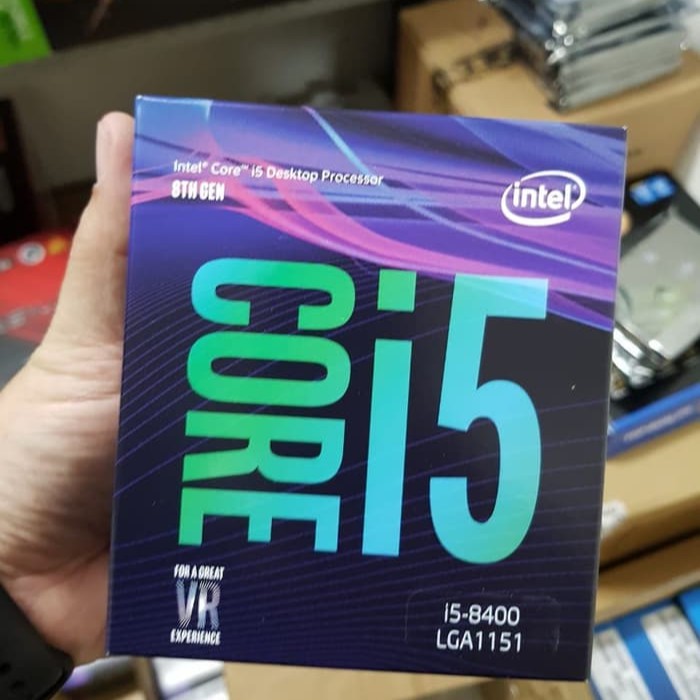 Intel® Core™ i5 Desktop Processor
8TH GEN
intel®
CORE i5
FOR A GREAT
VR
EXPERIENCE
i5-8400
LGA1151